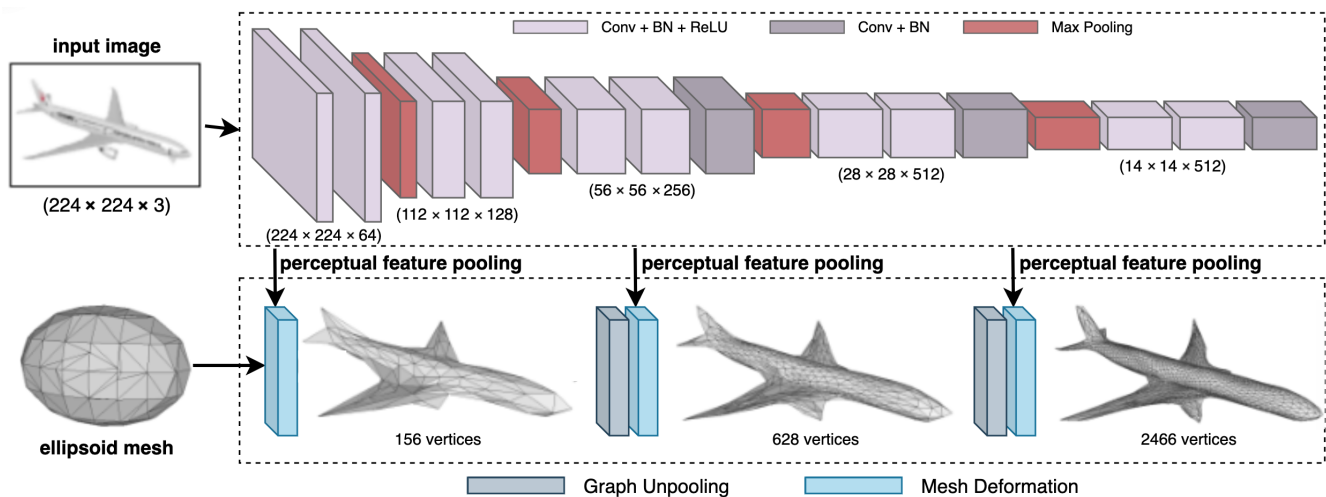 Conv + BN + ReLU
Conv + BN
Max Pooling
input image
(224 × 224 × 3)
(224 × 224 × 64)
(112 × 112 × 128)
(56 × 56 × 256)
(28 × 28 × 512)
(14 × 14 × 512)
perceptual feature pooling
perceptual feature pooling
perceptual feature pooling
ellipsoid mesh
156 vertices
628 vertices
2466 vertices
Graph Unpooling
Mesh Deformation